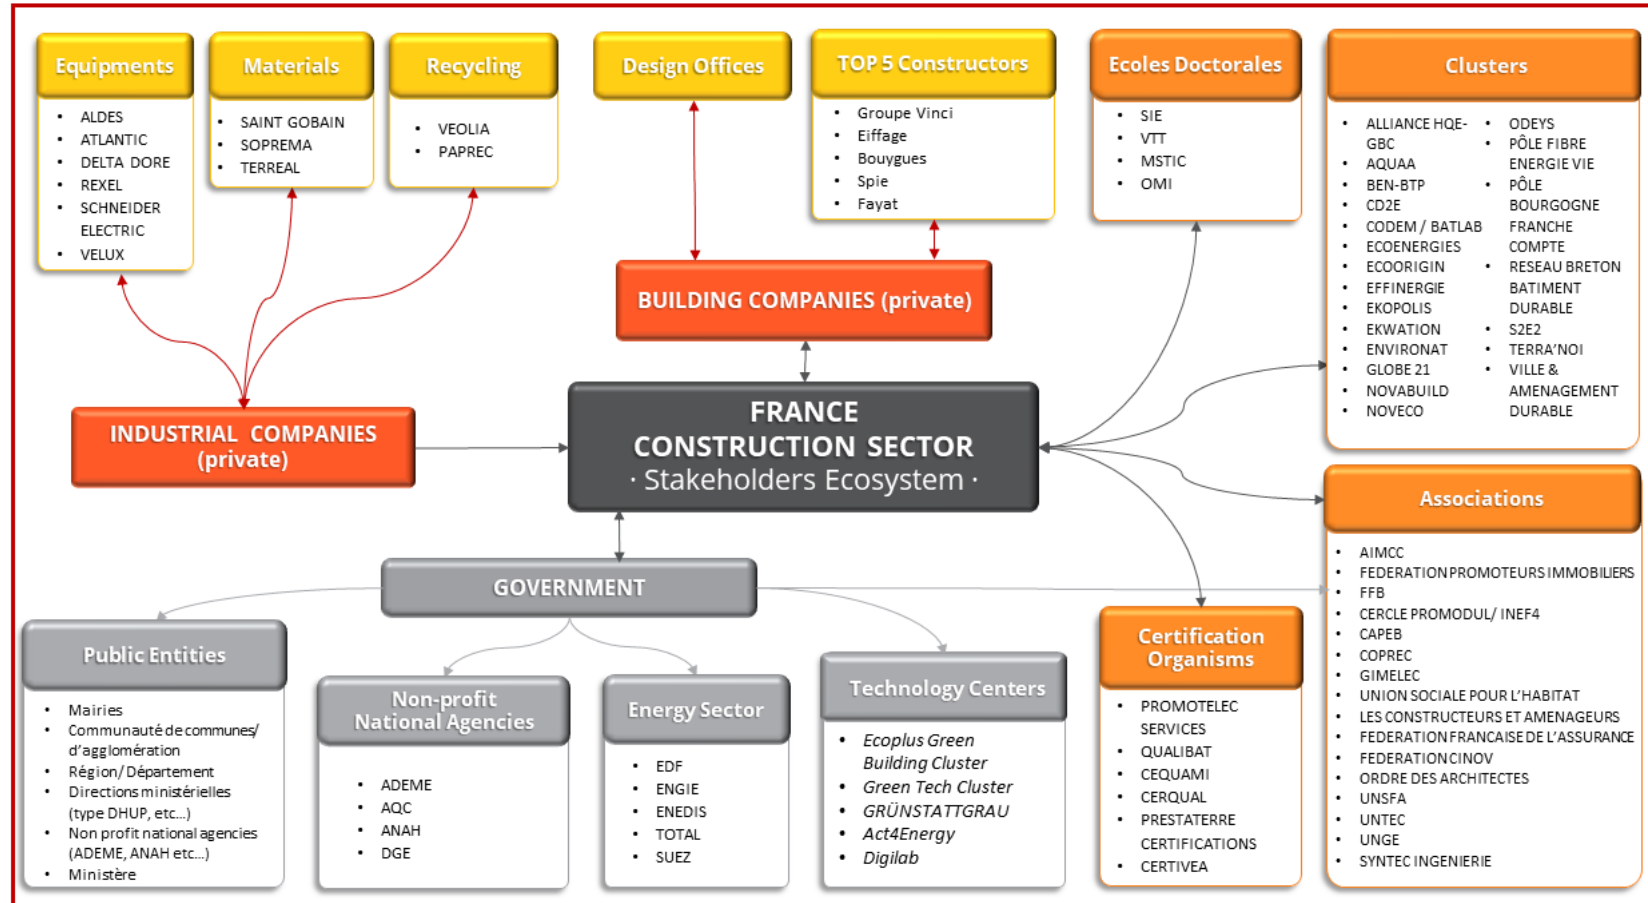 Equipments
ALDES
ATLANTIC
DELTA DORE
REXEL
SCHNEIDER
ELECTRIC
VELUX
Materials
SAINT GOBAIN
SOPREMA
TERREAL
Recycling
VEOLIA
PAPREC
Design Offices
TOP 5 Constructors
Groupe Vinci
Eiffage
Bouygues
Spie
Fayat
Ecoles Doctorales
SIE
VTT
MSTIC
OMI
Clusters
ALLIANCE HQE-
GBC
AQUAA
BEN-BTP
CD2E
CODEM / BATLAB
ECOENERGIES
ECOORIGIN
EFFINERGIE
EKOPOLIS
EKWATION
ENVIRONAT
GLOBE 21
NOVABUILD
NOVECO
ODEYS
PÔLE FIBRE
ENERGIE VIE
PÔLE
BOURGOGNE
FRANCHE
COMPTE
RESEAU BRETON
BATIMENT
DURABLE
S2E2
TERRA'NOI
VILLE &
AMENAGEMENT
DURABLE
BUILDING COMPANIES (private)
INDUSTRIAL COMPANIES
(private)
FRANCE
CONSTRUCTION SECTOR
· Stakeholders Ecosystem ·
GOVERNMENT
Public Entities
Mairies
Communauté de communes/
d'agglomération
Région/ Département
Directions ministérielles
(type DHUP, etc...)
Non profit national agencies
(ADEME, ANAH etc...)
Ministère
Non-profit
National Agencies
ADEME
AQC
ANAH
DGE
Energy Sector
EDF
ENGIE
ENEDIS
TOTAL
SUEZ
Technology Centers
Ecoplus Green
Building Cluster
Green Tech Cluster
GRÜNSTATTGRAU
Act4Energy
Digilab
Certification
Organisms
PROMOTELEC
SERVICES
QUALIBAT
CEQUAMI
CERQUAL
PRESTATERRE
CERTIFICATIONS
CERTIVEA
Associations
AIMCC
FEDERATION PROMOTEURS IMMOBILIERS
FFB
CERCLE PROMODUL/ INEF4
CAPEB
COPREC
GIMELEC
UNION SOCIALE POUR L'HABITAT
LES CONSTRUCTEURS ET AMENAGEURS
FEDERATION FRANCAISE DE L'ASSURANCE
FEDERATION CINOV
ORDRE DES ARCHITECTES
UNSFA
UNTEC
UNGE
SYNTEC INGENIERIE